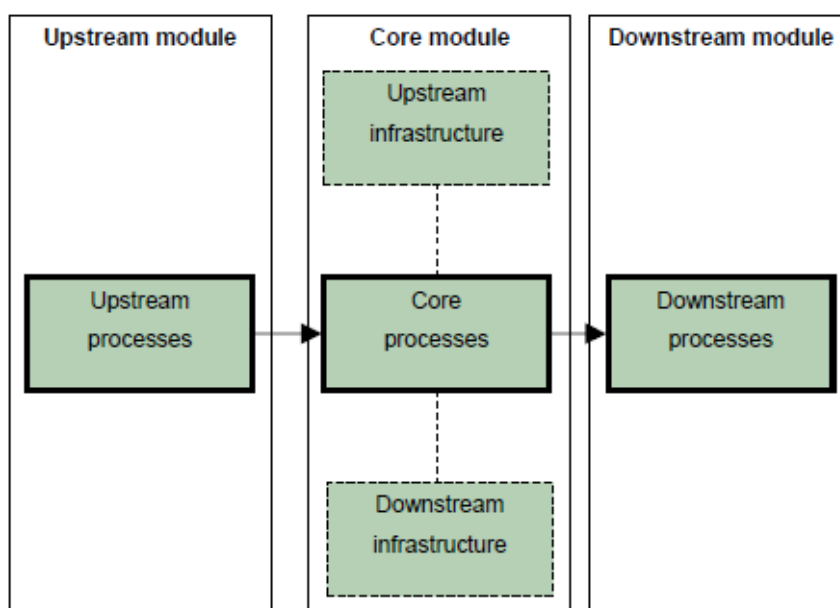 Upstream module
Core module
Downstream module
Upstream
infrastructure
Upstream
processes
Core
processes
Downstream
processes
Downstream
infrastructure